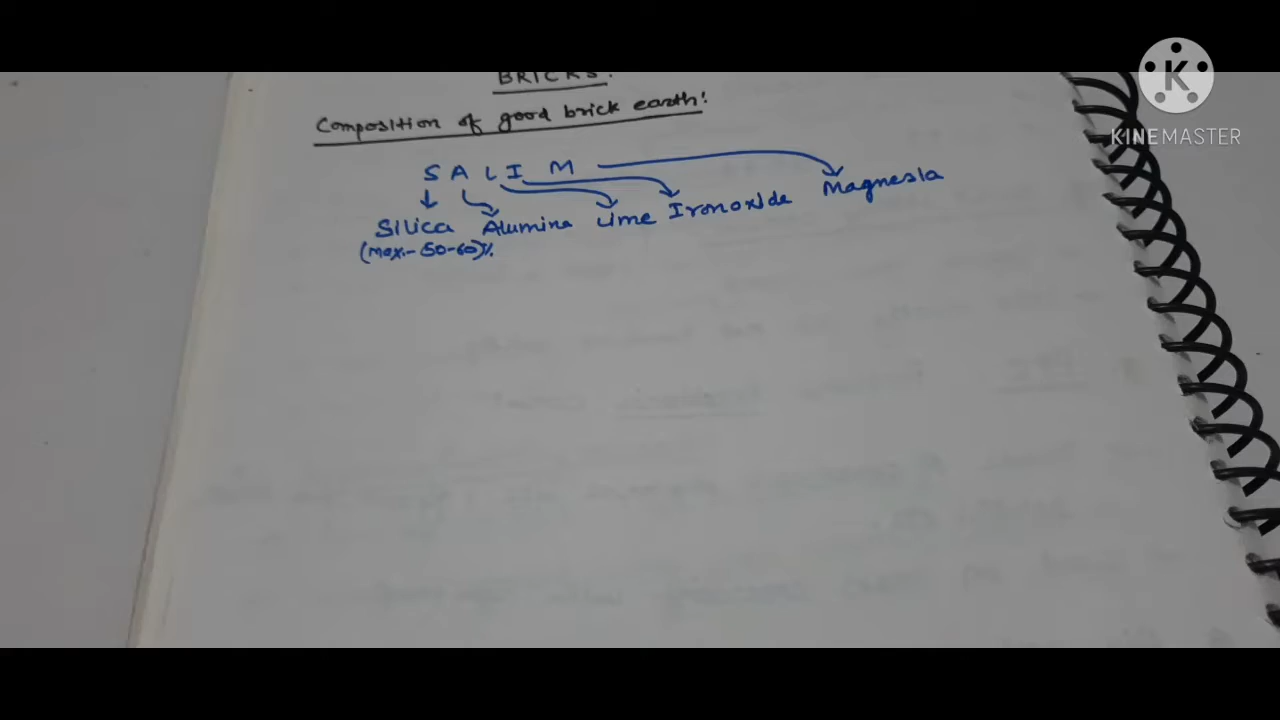 BRICKS:
Composition of good brick earth:
S A L I M
Silica Alumina Lime Ironoxide Magnesia
(max.- 50-60)%
K
KINEMASTER